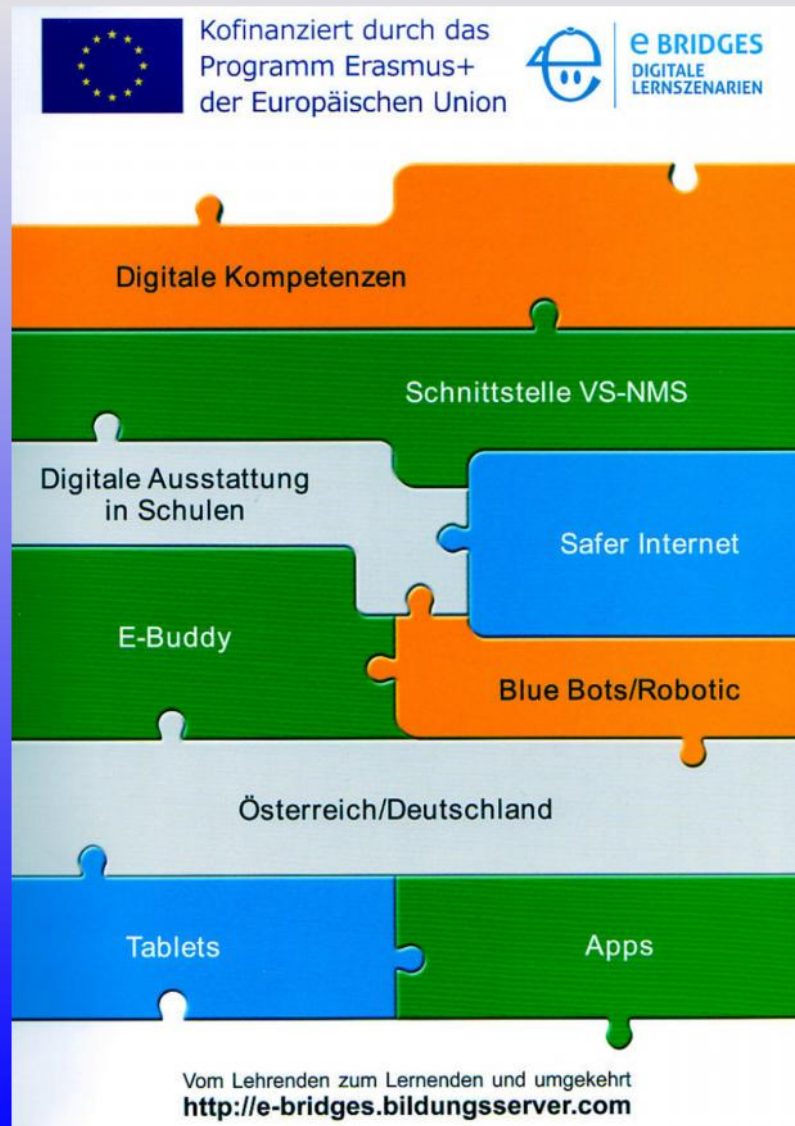 Kofinanziert durch das
Programm Erasmus+
der Europäischen Union
e BRIDGES
DIGITALE
LERNSZENARIEN
Digitale Kompetenzen
Schnittstelle VS-NMS
Digitale Ausstattung
in Schulen
Safer Internet
E-Buddy
Blue Bots/Robotic
Österreich/Deutschland
Tablets
Apps
Vom Lehrenden zum Lernenden und umgekehrt
http://e-bridges.bildungsserver.com